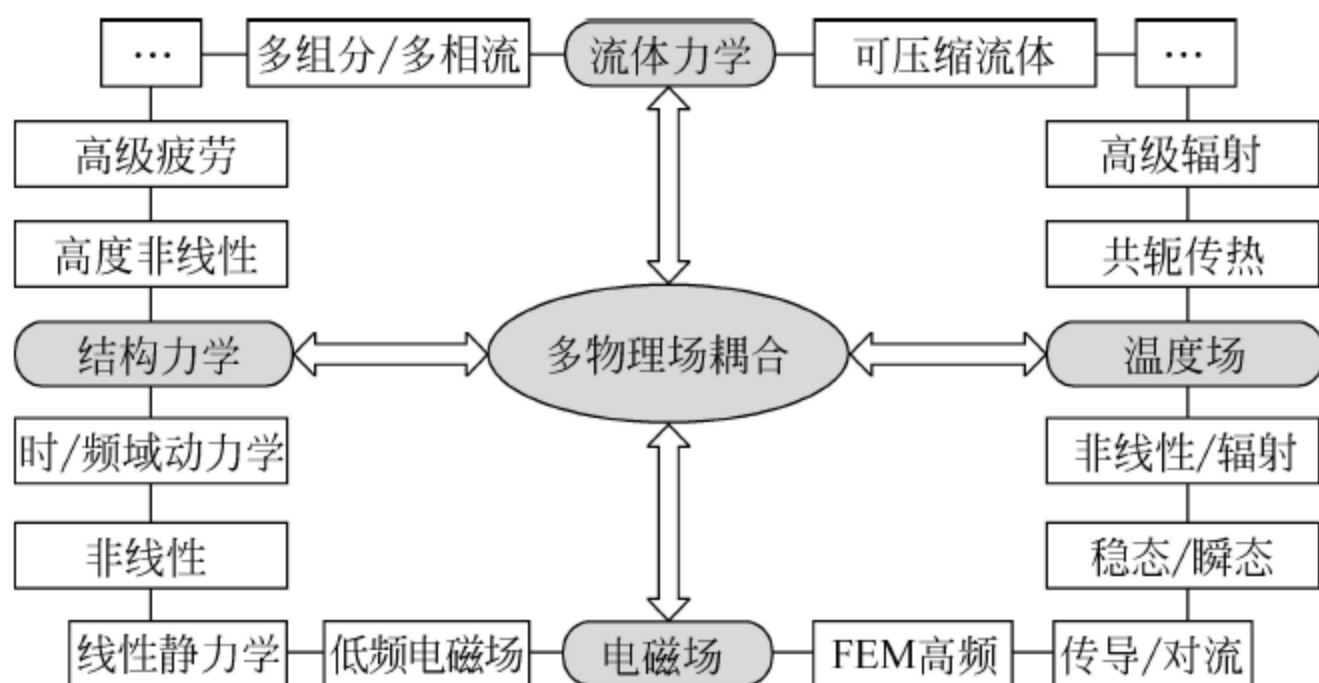 …
多组分/多相流
流体力学
可压缩流体
…
高级疲劳
高级辐射
高度非线性
共轭传热
结构力学
多物理场耦合
温度场
时/频域动力学
非线性/辐射
非线性
稳态/瞬态
线性静力学
低频电磁场
电磁场
FEM高频
传导/对流